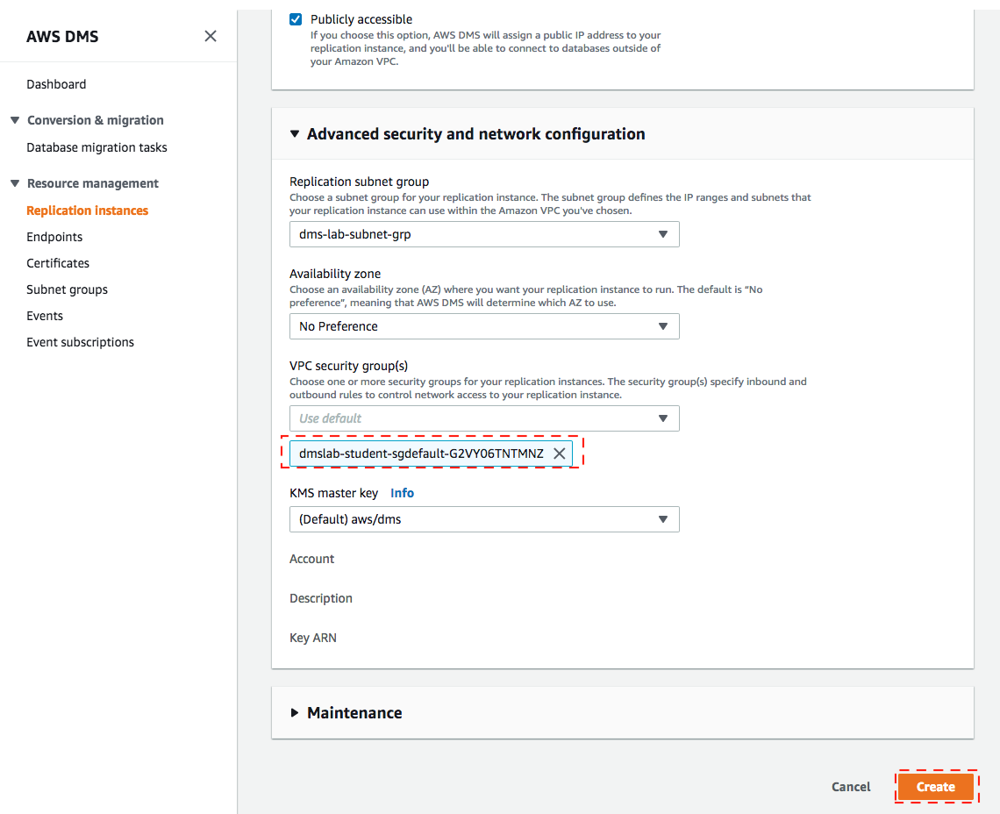 AWS DMS
Dashboard
Conversion & migration
Database migration tasks
Resource management
Replication instances
Endpoints
Certificates
Subnet groups
Events
Event subscriptions
Publicly accessible
If you choose this option, AWS DMS will assign a public IP address to your
replication instance, and you'll be able to connect to databases outside of
your Amazon VPC.
Advanced security and network configuration
Replication subnet group
Choose a subnet group for your replication instance. The subnet group defines the IP ranges and subnets that
your replication instance can use within the Amazon VPC you've chosen.
dms-lab-subnet-grp
Availability zone
Choose an availability zone (AZ) where you want your replication instance to run. The default is “No
preference”, meaning that AWS DMS will determine which AZ to use.
No Preference
VPC security group(s)
Choose one or more security groups for your replication instances. The security group(s) specify inbound and
outbound rules to control network access to your replication instance.
Use default
dmslab-student-sgdefault-G2VY06TNTMNZ
KMS master key Info
(Default) aws/dms
Account
Description
Key ARN
Maintenance
Cancel
Create